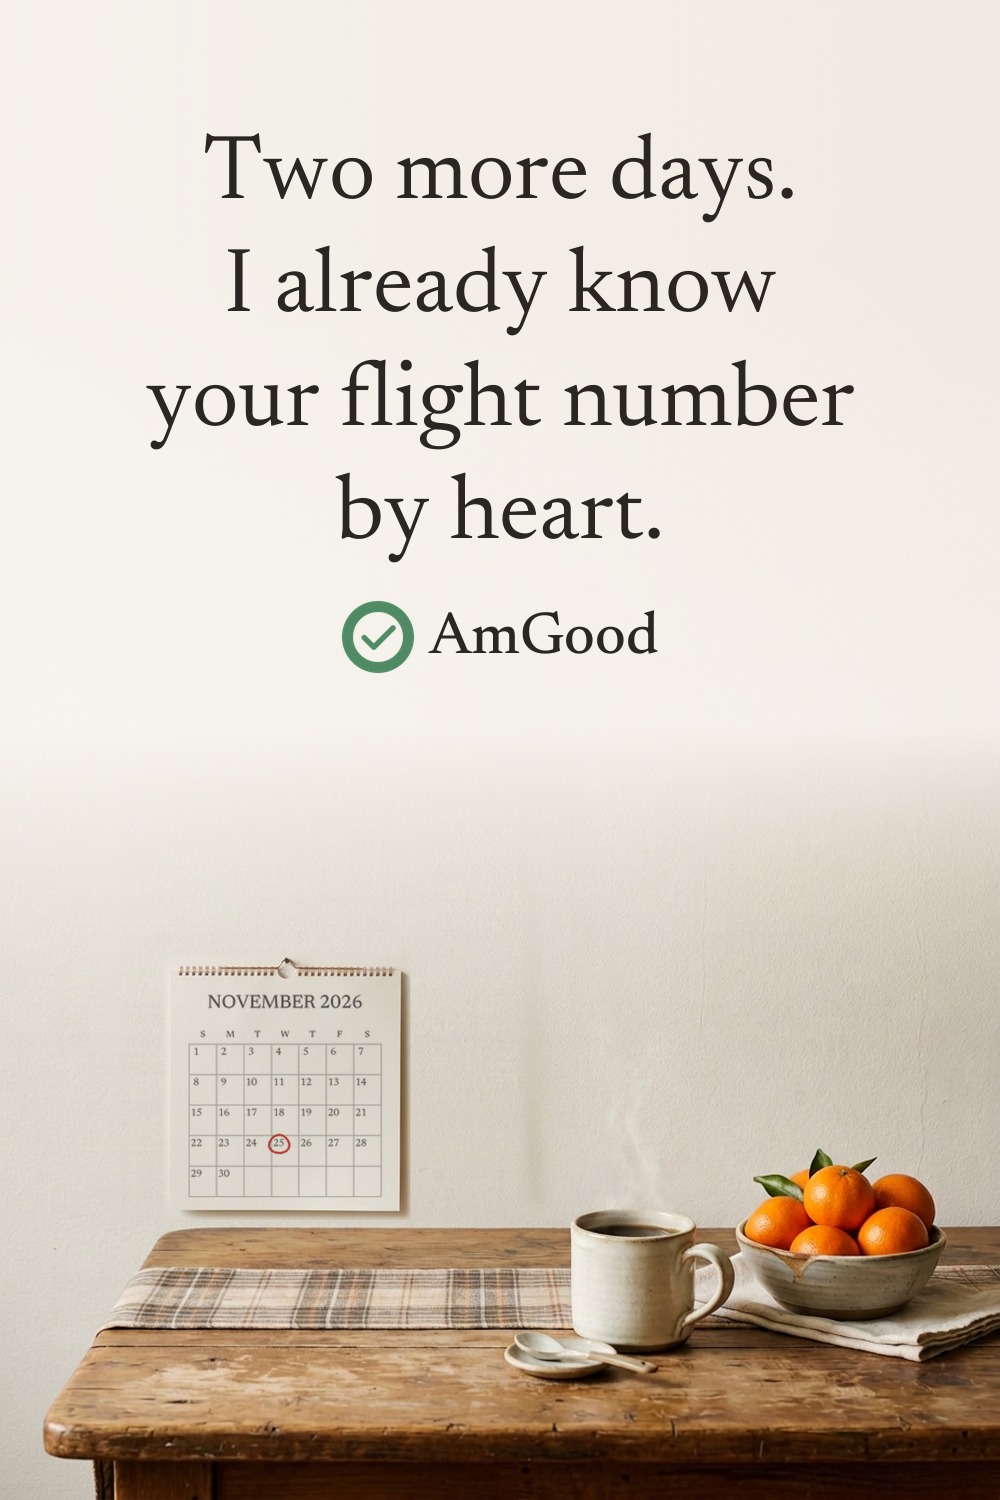 Two more days.
I already know
your flight number
by heart.
AmGood
NOVEMBER 2026
S M T W T F S
1 2 3 4 5 6 7
8 9 10 11 12 13 14
15 16 17 18 19 20 21
22 23 24 25 26 27 28
29 30